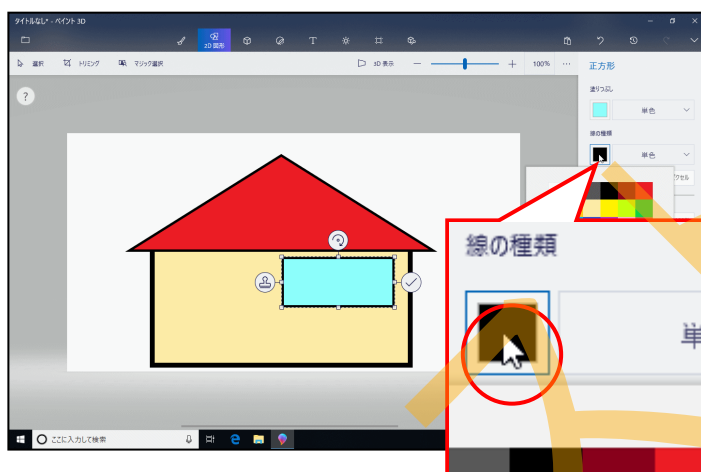 タイトルなし* - ペイント 3D
2D 図形
選択
トリミング
マジック選択
3D 表示
100%
正方形
塗りつぶし
単色
線の種類
単色
クセル
線の種類
単
ここに入力して検索